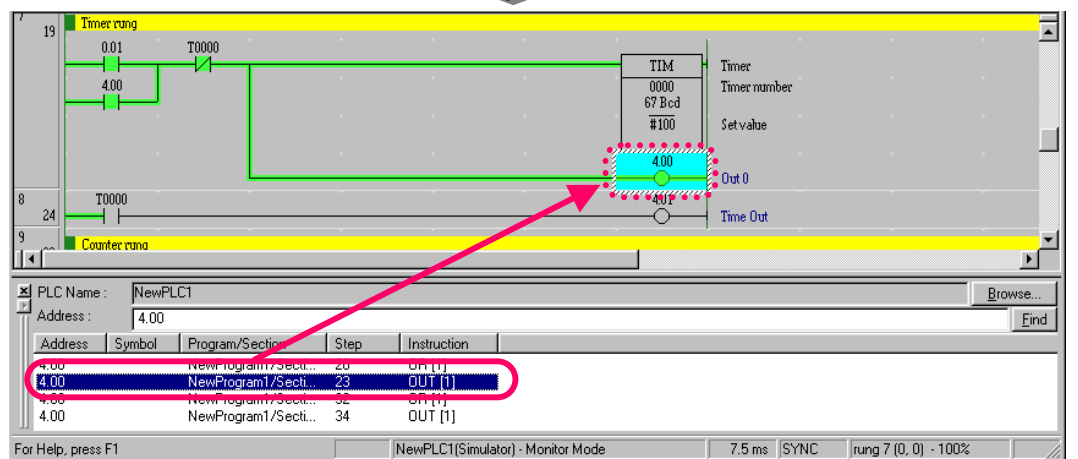 7 Timer rung
19
0.01 T0000
TIM Timer
4.00 0000 Timer number
67 Bcd
#100 Set value
4.00
Out 0
8 T0000 4.01
24 Time Out
9
Counter rung
PLC Name : NewPLC1 Browse...
Address : 4.00 Find
Address Symbol Program/Section Step Instruction
4.00 NewProgram1/Secti... 20 OR [1]
4.00 NewProgram1/Secti... 23 OUT [1]
4.00 NewProgram1/Secti... 32 OR [1]
4.00 NewProgram1/Secti... 34 OUT [1]
For Help, press F1 NewPLC1(Simulator) - Monitor Mode 7.5 ms SYNC rung 7 (0, 0) - 100%